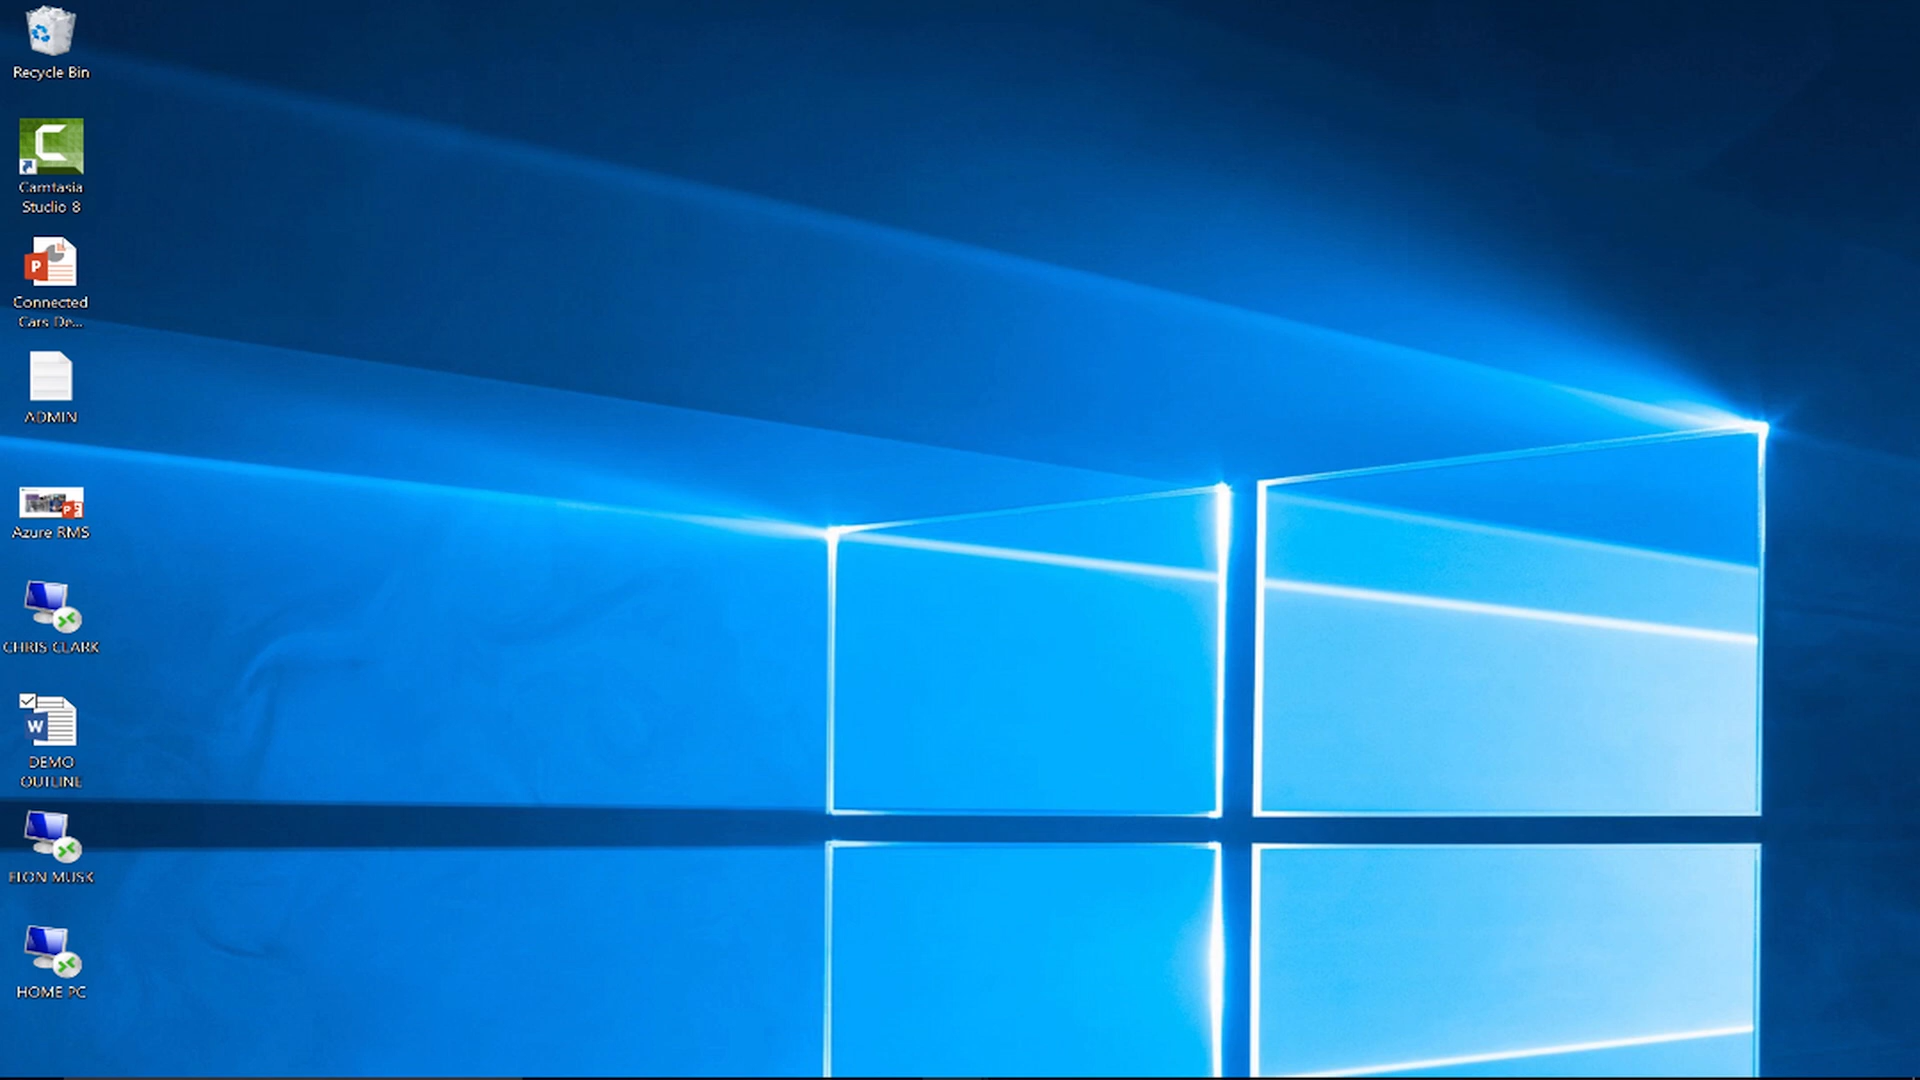 Recycle Bin
Camtasia
Studio 8
Connected
Cars De...
ADMIN
Azure RMS
CHRIS CLARK
DEMO
OUTLINE
ELON MUSK
HOME PC